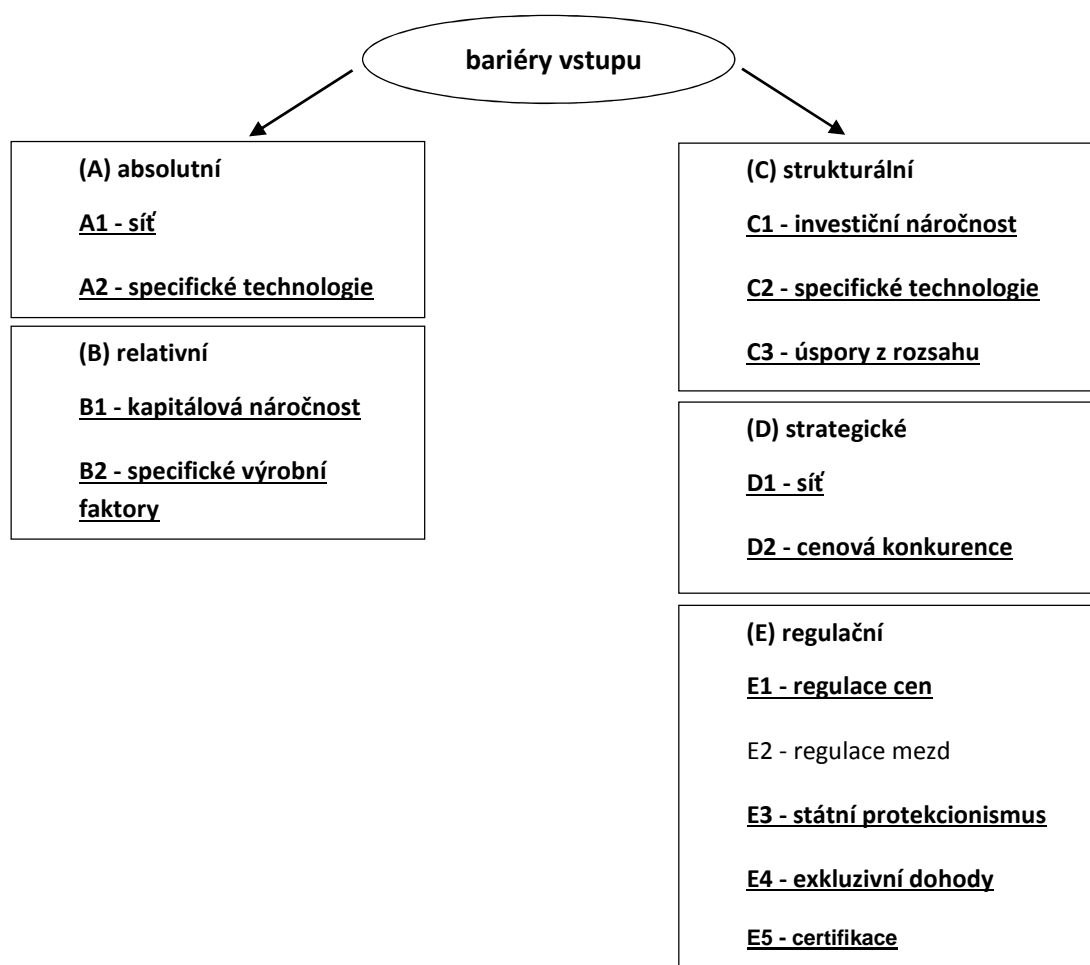 bariéry vstupu
(A) absolutní
A1 - síť
A2 - specifické technologie
(B) relativní
B1 - kapitálová náročnost
B2 - specifické výrobní
faktory
(C) strukturální
C1 - investiční náročnost
C2 - specifické technologie
C3 - úspory z rozsahu
(D) strategické
D1 - síť
D2 - cenová konkurence
(E) regulační
E1 - regulace cen
E2 - regulace mezd
E3 - státní protekcionismus
E4 - exkluzivní dohody
E5 - certifikace